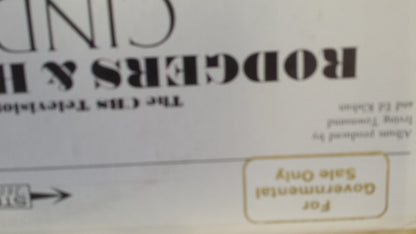 For
Governmental
Sale Only
Album produced by
Irving Townsend
and Ed Kleban
The CBS Televisio
RODGERS & H
CIND